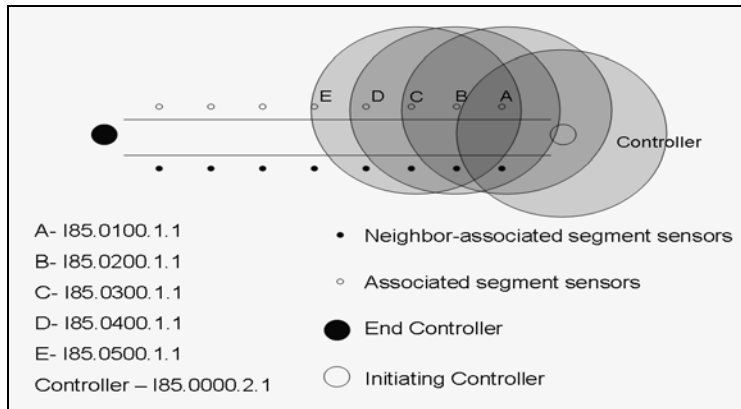 E D C B A
Controller
A- I85.0100.1.1
B- I85.0200.1.1
C- I85.0300.1.1
D- I85.0400.1.1
E- I85.0500.1.1
Controller – I85.0000.2.1
Neighbor-associated segment sensors
Associated segment sensors
End Controller
Initiating Controller